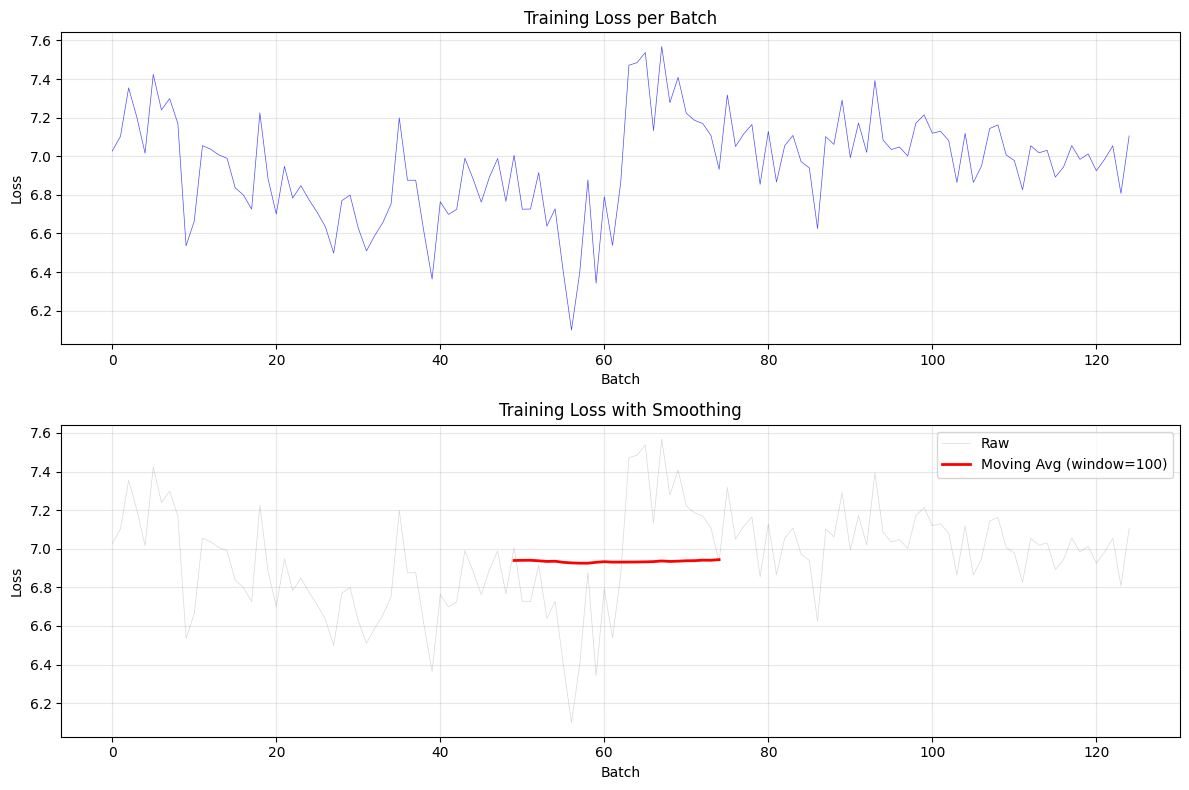 Training Loss per Batch
7.6
7.4
7.2
7.0
6.8
6.6
6.4
6.2
Loss
0 20 40 60 80 100 120
Batch
Training Loss with Smoothing
7.6
7.4
7.2
7.0
6.8
6.6
6.4
6.2
Loss
Raw
Moving Avg (window=100)
0 20 40 60 80 100 120
Batch